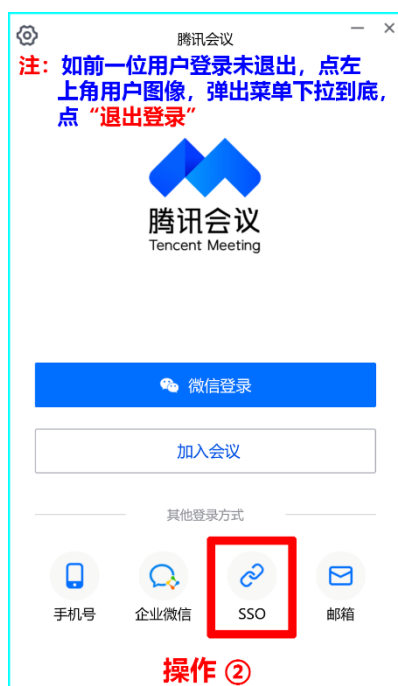 腾讯会议
注：如前一位用户登录未退出，点左
上角用户图像，弹出菜单下拉到底，
点“退出登录”
腾讯会议
Tencent Meeting
微信登录
加入会议
其他登录方式
手机号 企业微信 SSO 邮箱
操作 ②